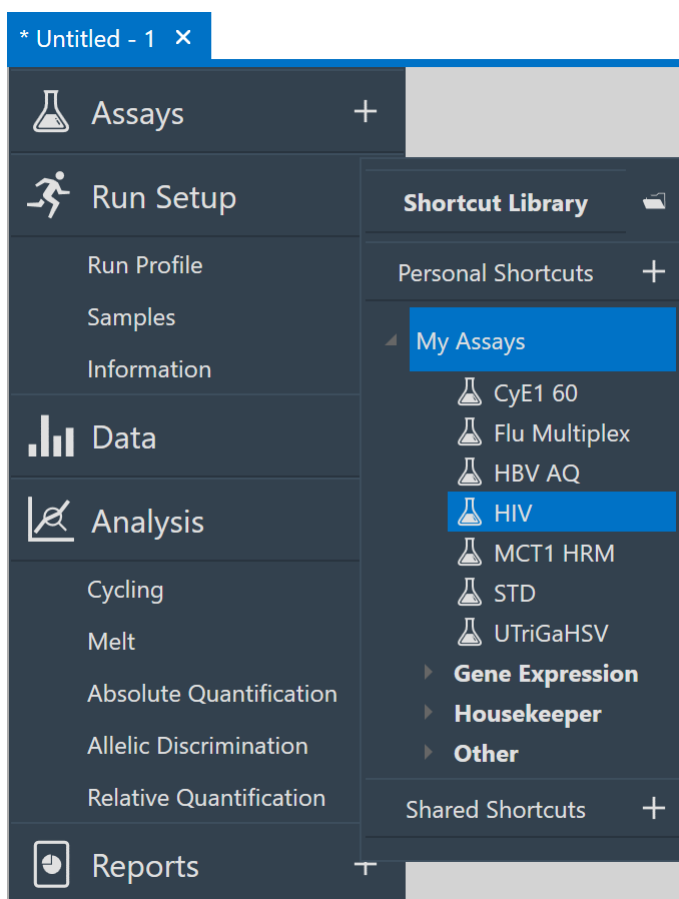 * Untitled - 1 ×
Assays +
Run Setup
Run Profile
Samples
Information
Data
Analysis
Cycling
Melt
Absolute Quantification
Allelic Discrimination
Relative Quantification
Reports +
Shortcut Library
Personal Shortcuts +
My Assays
CyE1 60
Flu Multiplex
HBV AQ
HIV
MCT1 HRM
STD
UTriGaHSV
Gene Expression
Housekeeper
Other
Shared Shortcuts +